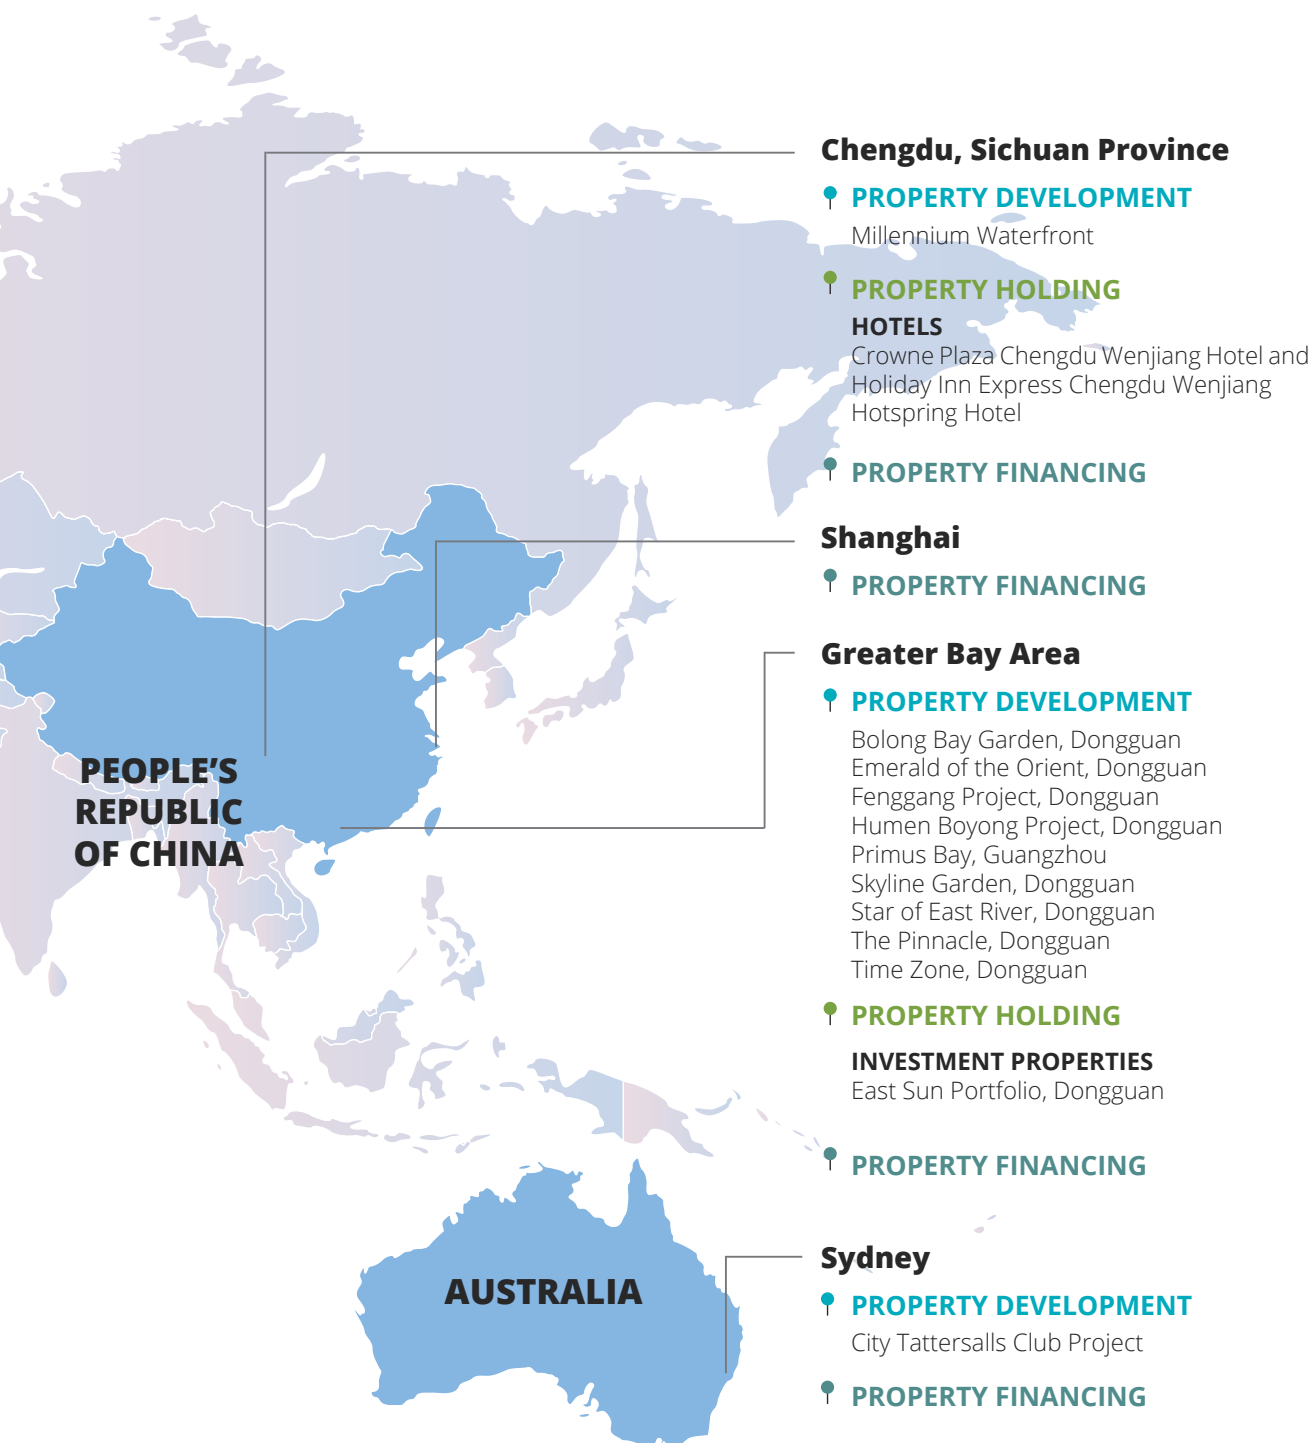 Chengdu, Sichuan Province
PROPERTY DEVELOPMENT
Millennium Waterfront
PROPERTY HOLDING
HOTELS
Crowne Plaza Chengdu Wenjiang Hotel and
Holiday Inn Express Chengdu Wenjiang
Hotspring Hotel
PROPERTY FINANCING
Shanghai
PROPERTY FINANCING
Greater Bay Area
PROPERTY DEVELOPMENT
Bolong Bay Garden, Dongguan
Emerald of the Orient, Dongguan
Fenggang Project, Dongguan
Humen Boyong Project, Dongguan
Primus Bay, Guangzhou
Skyline Garden, Dongguan
Star of East River, Dongguan
The Pinnacle, Dongguan
Time Zone, Dongguan
PROPERTY HOLDING
INVESTMENT PROPERTIES
East Sun Portfolio, Dongguan
PROPERTY FINANCING
Sydney
PROPERTY DEVELOPMENT
City Tattersalls Club Project
PROPERTY FINANCING
PEOPLE'S
REPUBLIC
OF CHINA
AUSTRALIA